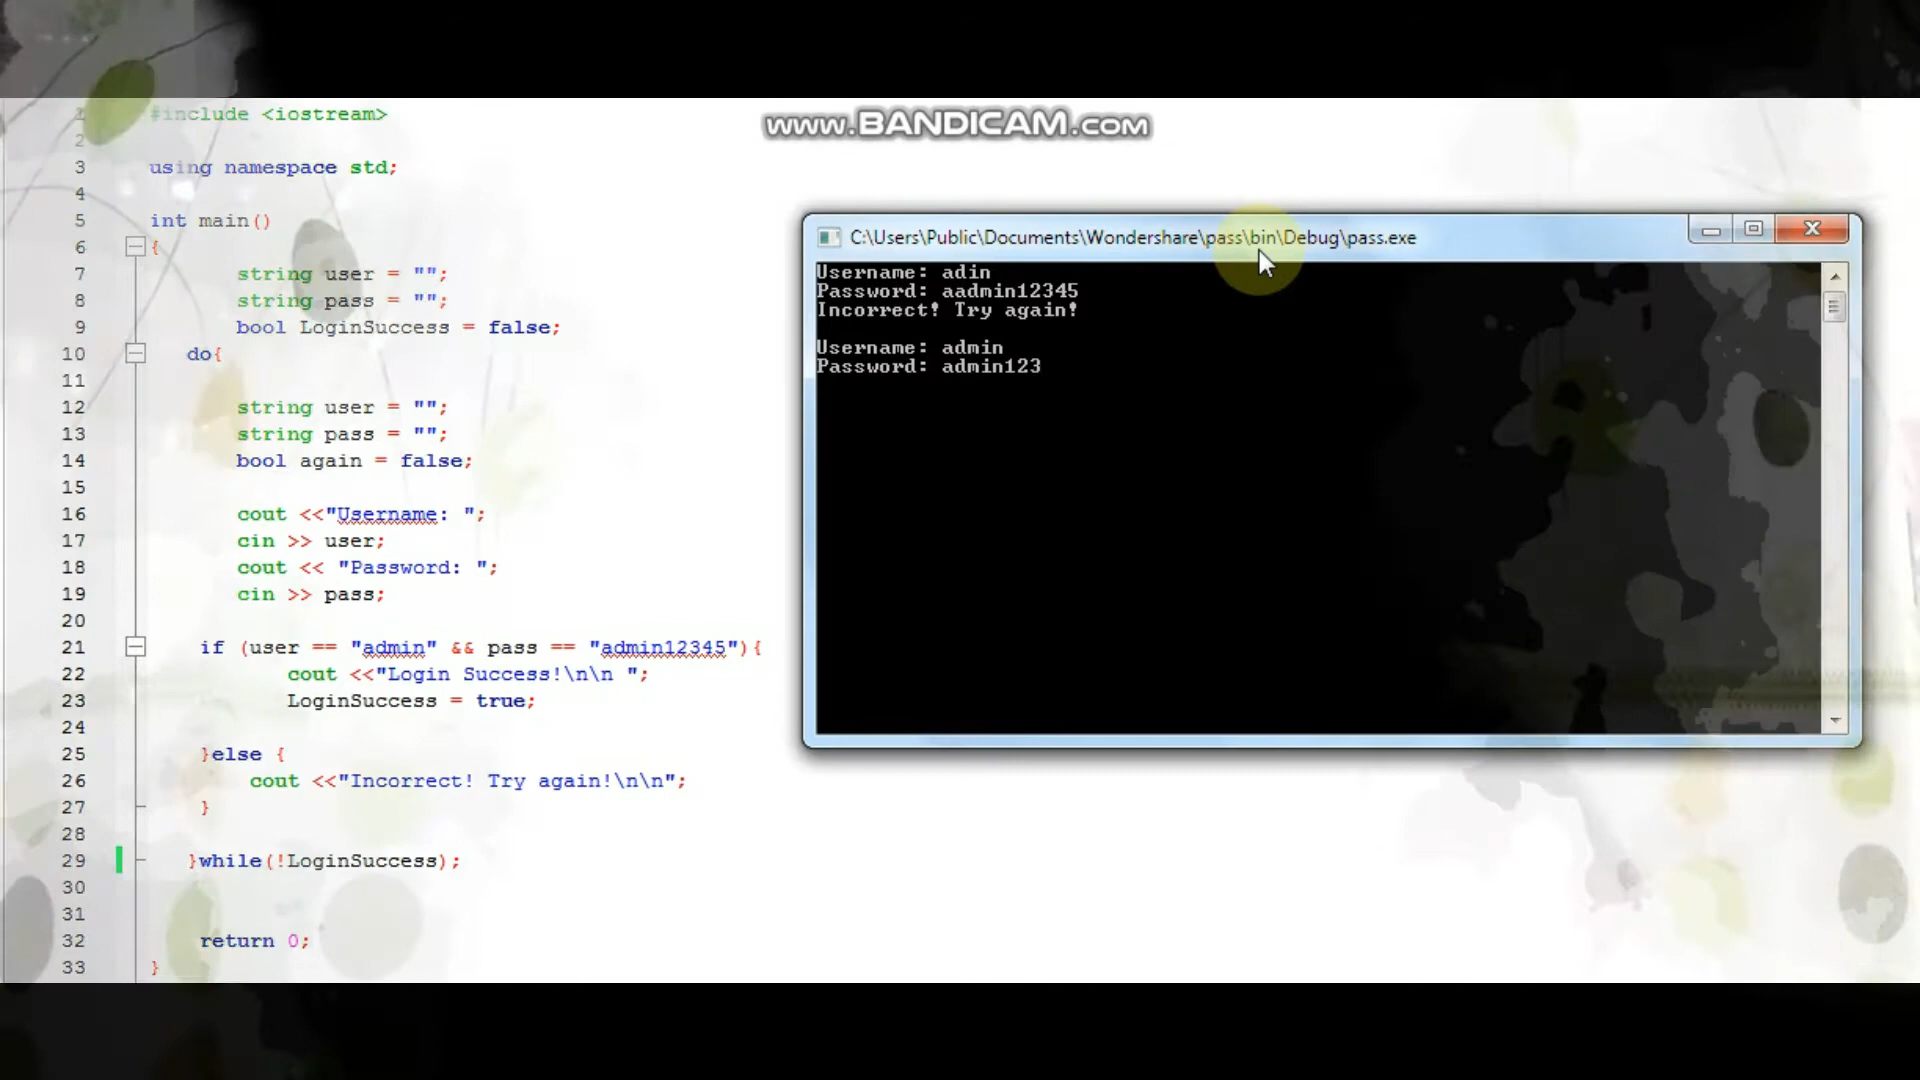 www.BANDICAM.com
1 #include <iostream>
2
3 using namespace std;
4
5 int main()
6 {
7 string user = "";
8 string pass = "";
9 bool LoginSuccess = false;
10 do{
11
12 string user = "";
13 string pass = "";
14 bool again = false;
15
16 cout <<"Username: ";
17 cin >> user;
18 cout << "Password: ";
19 cin >> pass;
20
21 if (user == "admin" && pass == "admin12345"){
22 cout <<"Login Success!\n\n ";
23 LoginSuccess = true;
24
25 }else {
26 cout <<"Incorrect! Try again!\n\n";
27 }
28
29 }while(!LoginSuccess);
30
31
32 return 0;
33 }
C:\Users\Public\Documents\Wondershare\pass\bin\Debug\pass.exe
Username: adin
Password: aadmin12345
Incorrect! Try again!
Username: admin
Password: admin123